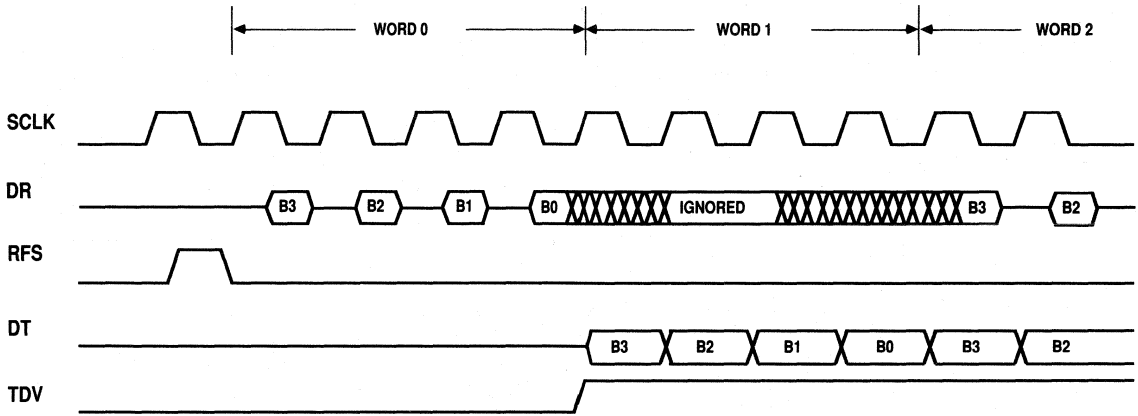 WORD 0 WORD 1 WORD 2
SCLK
DR B3 B2 B1 B0 IGNORED B3 B2
RFS
DT B3 B2 B1 B0 B3 B2
TDV